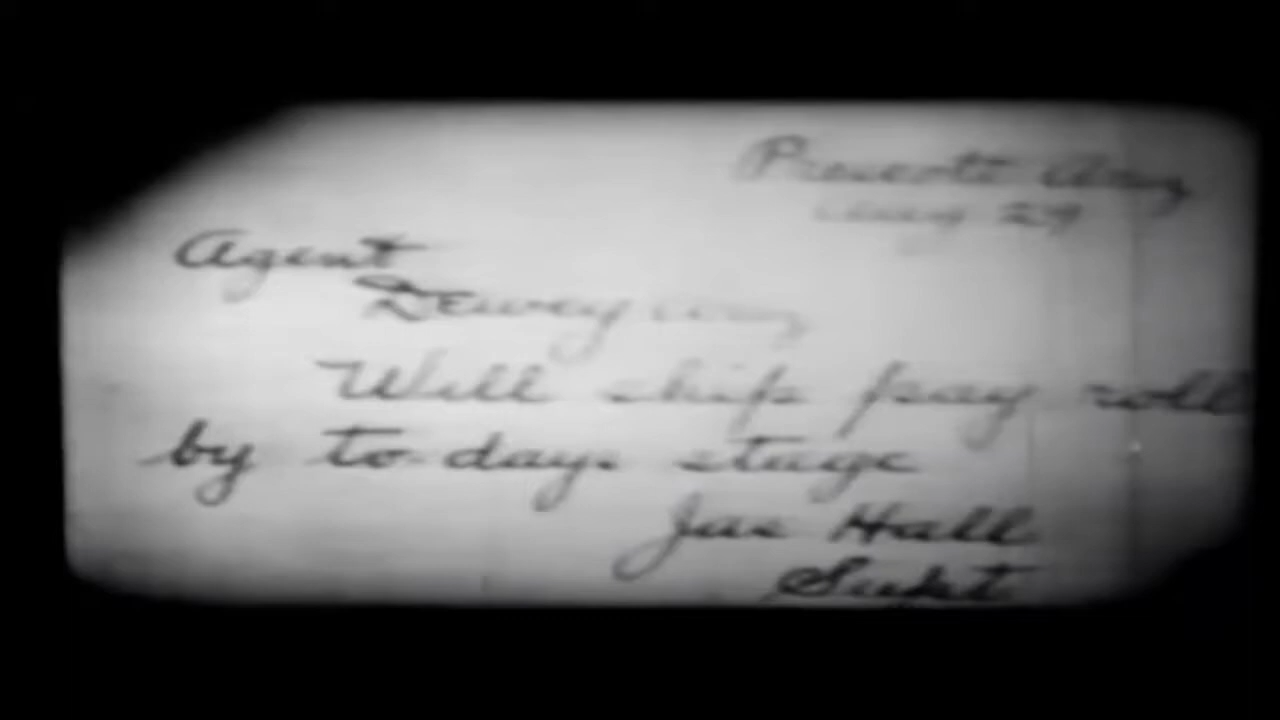 Prescott Ariz
Aug 29
Agent
Dewey Ariz
Will ship pay roll
by to-days stage
Jas Hall
Supt